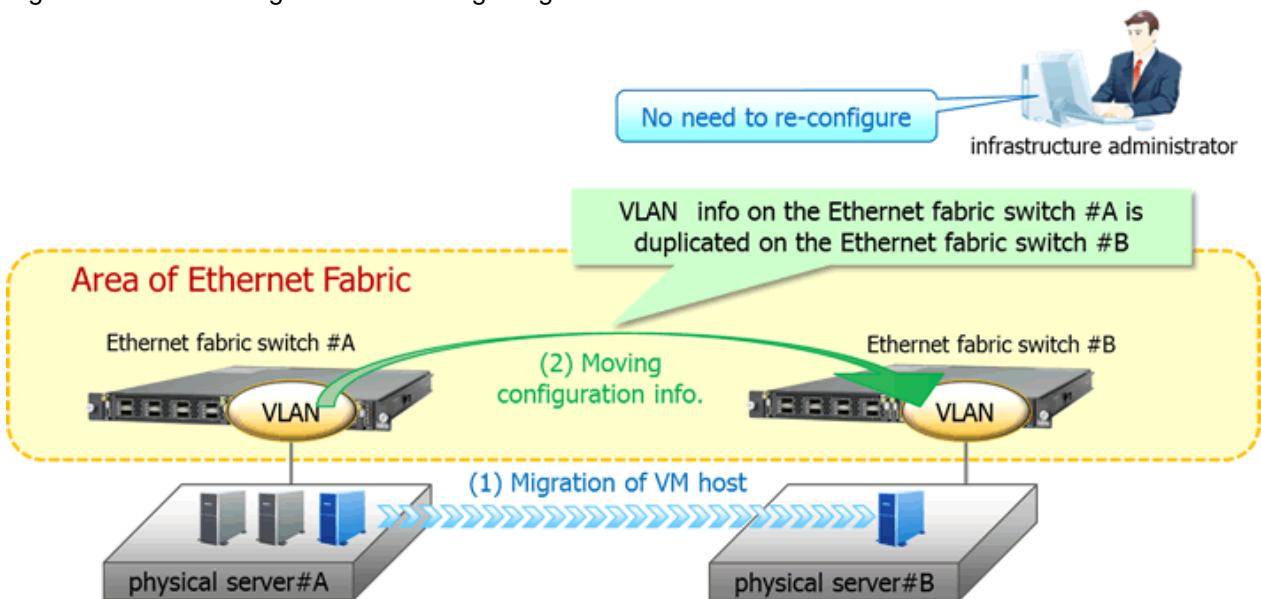 No need to re-configure
infrastructure administrator
VLAN info on the Ethernet fabric switch #A is
duplicated on the Ethernet fabric switch #B
Area of Ethernet Fabric
Ethernet fabric switch #A
Ethernet fabric switch #B
(2) Moving
configuration info.
VLAN
VLAN
(1) Migration of VM host
physical server#A
physical server#B